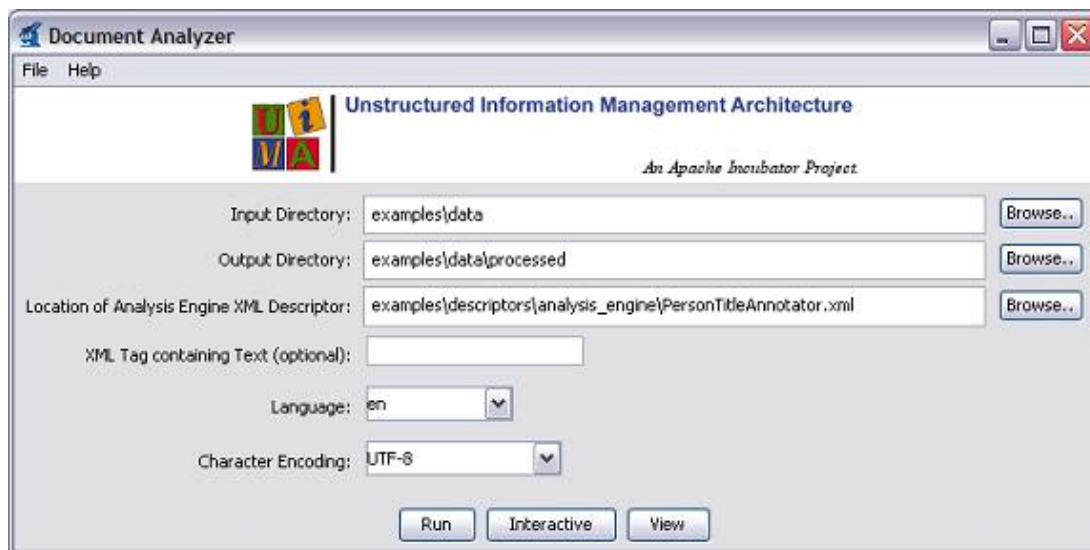 Document Analyzer
File Help
UiMA
Unstructured Information Management Architecture
An Apache Incubator Project
Input Directory: examples\data Browse..
Output Directory: examples\data\processed Browse..
Location of Analysis Engine XML Descriptor: examples\descriptors\analysis_engine\PersonTitleAnnotator.xml Browse..
XML Tag containing Text (optional):
Language: en
Character Encoding: UTF-8
Run Interactive View